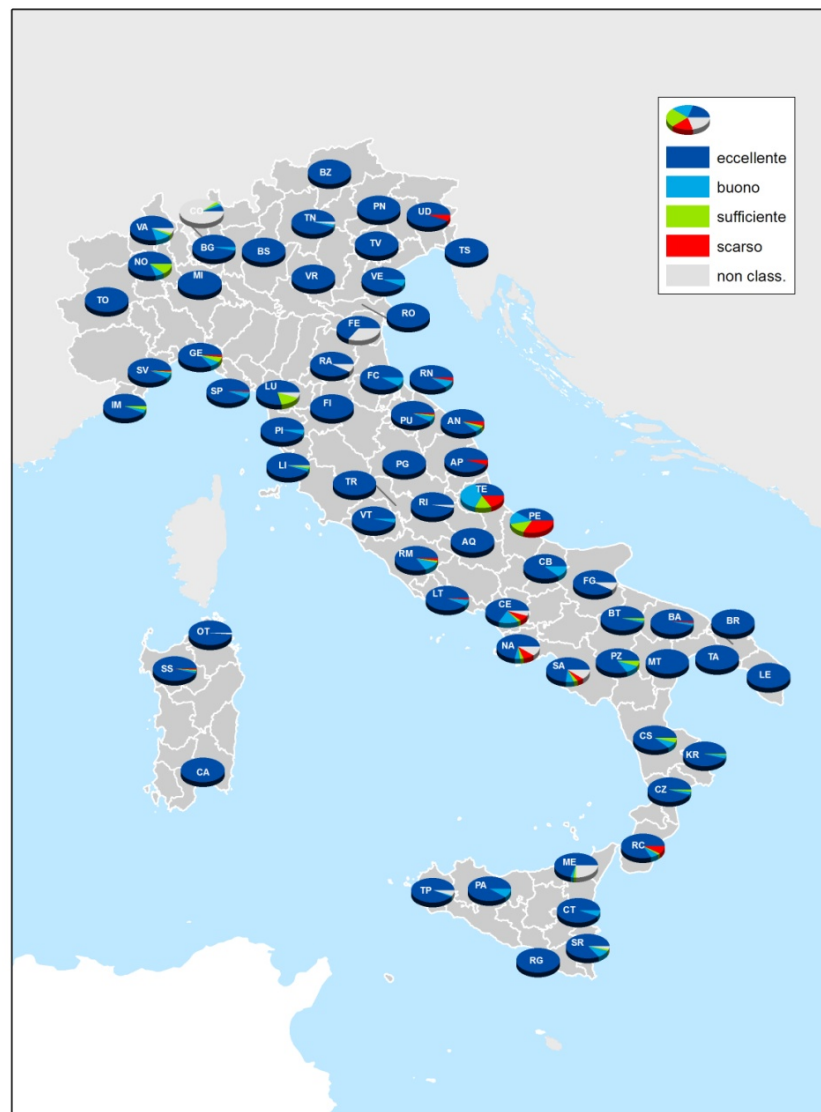 eccellente
buono
sufficiente
scarso
non class.
BZ
CO
TN
PN
UD
VA
BG
BS
TV
TS
NO
MI
VR
VE
TO
RO
FE
GE
RA
SV
SP
LU
FC
RN
IM
FI
PU
AN
PI
LI
PG
AP
TR
RI
TE
VT
PE
AQ
RM
CB
FG
LT
CE
BT
BA
BR
OT
NA
SA
PZ
MT
TA
LE
SS
CS
KR
CA
CZ
RC
ME
TP
PA
CT
SR
RG